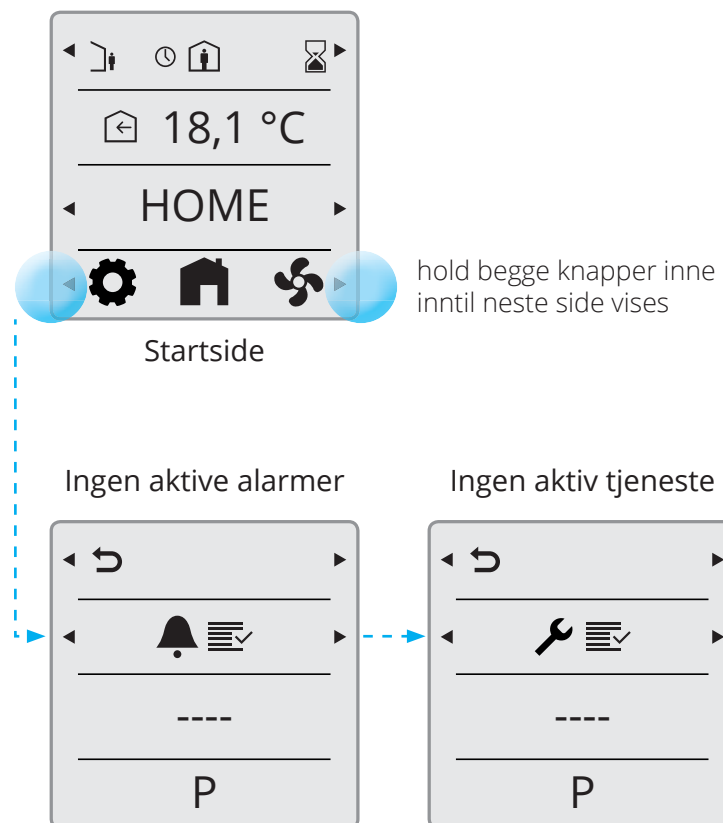 18,1 °C
HOME
hold begge knapper inne
inntil neste side vises
Startside
Ingen aktive alarmer
Ingen aktiv tjeneste
----
P
----
P